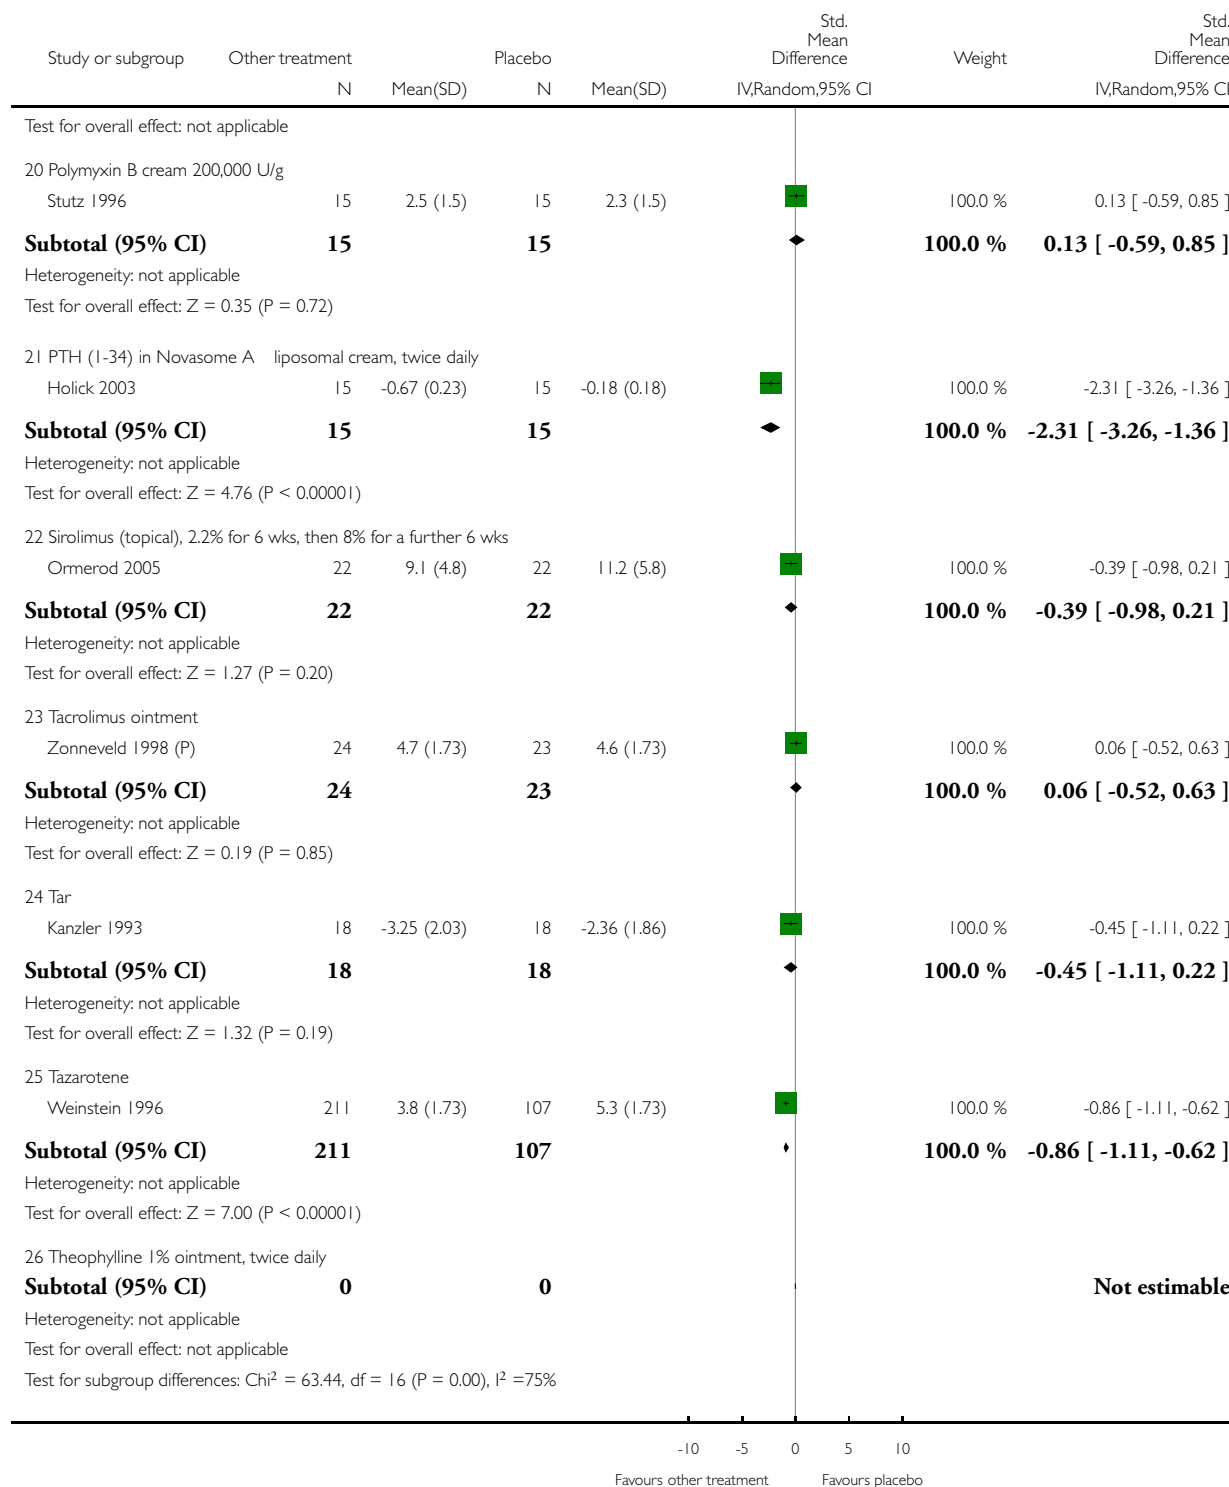 Study or subgroup Other treatment Placebo Std. Mean Difference Weight Std. Mean Difference
N Mean(SD) N Mean(SD) IV,Random,95% CI IV,Random,95% CI
Test for overall effect: not applicable
20 Polymyxin B cream 200,000 U/g
Stutz 1996 15 2.5 (1.5) 15 2.3 (1.5) 100.0 % 0.13 [ -0.59, 0.85 ]
Subtotal (95% CI) 15 15 100.0 % 0.13 [ -0.59, 0.85 ]
Heterogeneity: not applicable
Test for overall effect: Z = 0.35 (P = 0.72)
21 PTH (1-34) in Novasome A liposomal cream, twice daily
Holick 2003 15 -0.67 (0.23) 15 -0.18 (0.18) 100.0 % -2.31 [ -3.26, -1.36 ]
Subtotal (95% CI) 15 15 100.0 % -2.31 [ -3.26, -1.36 ]
Heterogeneity: not applicable
Test for overall effect: Z = 4.76 (P < 0.00001)
22 Sirolimus (topical), 2.2% for 6 wks, then 8% for a further 6 wks
Ormerod 2005 22 9.1 (4.8) 22 11.2 (5.8) 100.0 % -0.39 [ -0.98, 0.21 ]
Subtotal (95% CI) 22 22 100.0 % -0.39 [ -0.98, 0.21 ]
Heterogeneity: not applicable
Test for overall effect: Z = 1.27 (P = 0.20)
23 Tacrolimus ointment
Zonneveld 1998 (P) 24 4.7 (1.73) 23 4.6 (1.73) 100.0 % 0.06 [ -0.52, 0.63 ]
Subtotal (95% CI) 24 23 100.0 % 0.06 [ -0.52, 0.63 ]
Heterogeneity: not applicable
Test for overall effect: Z = 0.19 (P = 0.85)
24 Tar
Kanzler 1993 18 -3.25 (2.03) 18 -2.36 (1.86) 100.0 % -0.45 [ -1.11, 0.22 ]
Subtotal (95% CI) 18 18 100.0 % -0.45 [ -1.11, 0.22 ]
Heterogeneity: not applicable
Test for overall effect: Z = 1.32 (P = 0.19)
25 Tazarotene
Weinstein 1996 211 3.8 (1.73) 107 5.3 (1.73) 100.0 % -0.86 [ -1.11, -0.62 ]
Subtotal (95% CI) 211 107 100.0 % -0.86 [ -1.11, -0.62 ]
Heterogeneity: not applicable
Test for overall effect: Z = 7.00 (P < 0.00001)
26 Theophylline 1% ointment, twice daily
Subtotal (95% CI) 0 0 Not estimable
Heterogeneity: not applicable
Test for overall effect: not applicable
Test for subgroup differences: Chi² = 63.44, df = 16 (P = 0.00), I² =75%
-10 -5 0 5 10
Favours other treatment Favours placebo